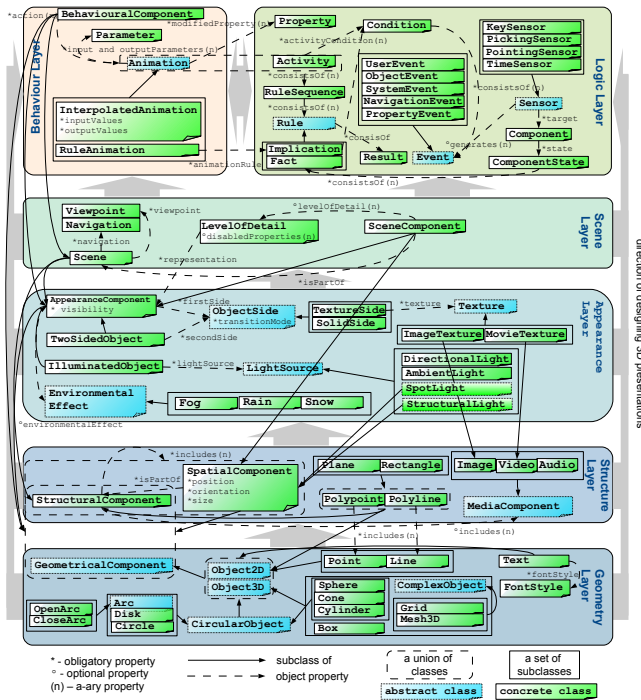 *action(n)
BehaviouralComponent
Parameter
*modifiedProperty(n)
input and outputParameters(n)
Animation
Behaviour Layer
InterpolatedAnimation
*inputValues
*outputValues
RuleAnimation
*animationRule
Property
Condition
*activityCondition(n)
Activity
*consistsOf(n)
RuleSequence
*consistsOf(n)
Rule
Implication
Fact
UserEvent
ObjectEvent
SystemEvent
NavigationEvent
PropertyEvent
*consistsOf
Result
Event
KeySensor
PickingSensor
PointingSensor
TimeSensor
*consistsOf(n)
Sensor
*target
Component
°generates(n)
*state
ComponentState
*consistsOf(n)
Logic Layer
Viewpoint
Navigation
*viewpoint
*navigation
Scene
*representation
°levelOfDetail(n)
LevelOfDetail
°disabledProperties(n)
SceneComponent
*isPartOf
Scene Layer
AppearanceComponent
* visibility
*firstSide
TwoSidedObject
*secondSide
ObjectSide
*transitionMode
TextureSide
SolidSide
*texture
Texture
ImageTexture
MovieTexture
IlluminatedObject
*lightSource
LightSource
DirectionalLight
AmbientLight
SpotLight
StructuralLight
Environmental
Effect
Fog
Rain
Snow
°environmentalEffect
Appearance Layer
*includes(n)
*isPartOf
StructuralComponent
SpatialComponent
*position
*orientation
*size
Plane
Rectangle
Polypoint
Polyline
Image
Video
Audio
MediaComponent
*includes(n)
°includes(n)
Structure Layer
GeometricalComponent
Object2D
Object3D
Point
Line
Text
*fontStyle
FontStyle
OpenArc
CloseArc
Arc
Disk
Circle
CircularObject
Sphere
Cone
Cylinder
Box
ComplexObject
Grid
Mesh3D
Geometry Layer
* - obligatory property
° - optional property
(n) – a-ary property
subclass of
object property
a union of
classes
a set of
subclasses
abstract class
concrete class